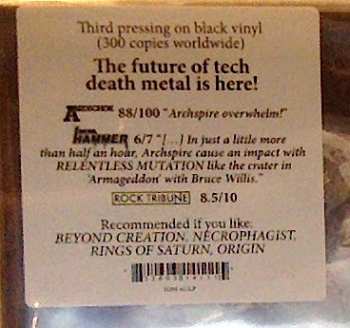 Third pressing on black vinyl
(300 copies worldwide)
The future of tech
death metal is here!
88/100 "Archspire overwhelm!"
HAMMER 6/7 "[...] In just a little more
than half an hour, Archspire cause an impact with
RELENTLESS MUTATION like the crater in
'Armageddon' with Bruce Willis."
ROCK TRIBUNE 8.5/10
Recommended if you like:
BEYOND CREATION, NECROPHAGIST,
RINGS OF SATURN, ORIGIN